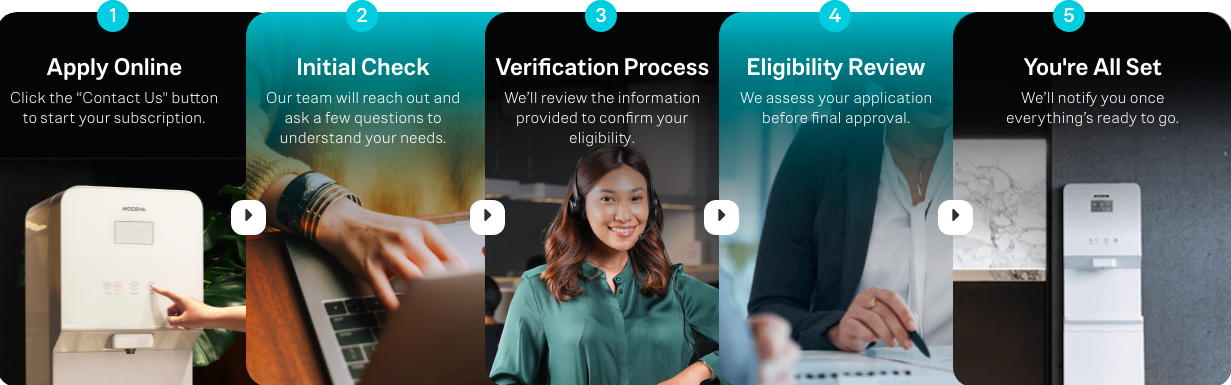 1
Apply Online
Click the “Contact Us" button
to start your subscription.
MODENA
2
Initial Check
Our team will reach out and
ask a few questions to
understand your needs.
3
Verification Process
We’ll review the information
provided to confirm your
eligibility.
4
Eligibility Review
We assess your application
before final approval.
5
You're All Set
We’ll notify you once
everything’s ready to go.